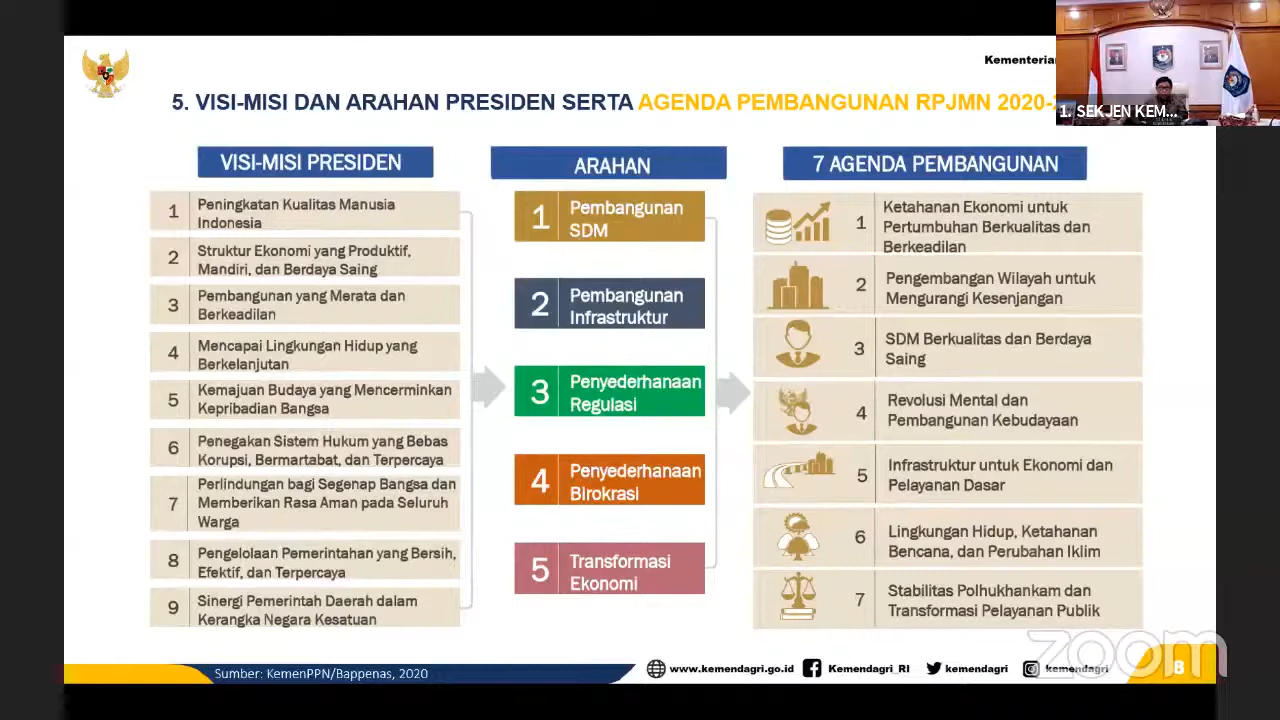 Kementerian
5. VISI-MISI DAN ARAHAN PRESIDEN SERTA AGENDA PEMBANGUNAN RPJMN 2020-
1. SEKJEN KEM...
VISI-MISI PRESIDEN
1
Peningkatan Kualitas Manusia
Indonesia
2
Struktur Ekonomi yang Produktif,
Mandiri, dan Berdaya Saing
3
Pembangunan yang Merata dan
Berkeadilan
4
Mencapai Lingkungan Hidup yang
Berkelanjutan
5
Kemajuan Budaya yang Mencerminkan
Kepribadian Bangsa
6
Penegakan Sistem Hukum yang Bebas
Korupsi, Bermartabat, dan Terpercaya
7
Perlindungan bagi Segenap Bangsa dan
Memberikan Rasa Aman pada Seluruh
Warga
8
Pengelolaan Pemerintahan yang Bersih,
Efektif, dan Terpercaya
9
Sinergi Pemerintah Daerah dalam
Kerangka Negara Kesatuan
ARAHAN
1
Pembangunan
SDM
2
Pembangunan
Infrastruktur
3
Penyederhanaan
Regulasi
4
Penyederhanaan
Birokrasi
5
Transformasi
Ekonomi
7 AGENDA PEMBANGUNAN
1
Ketahanan Ekonomi untuk
Pertumbuhan Berkualitas dan
Berkeadilan
2
Pengembangan Wilayah untuk
Mengurangi Kesenjangan
3
SDM Berkualitas dan Berdaya
Saing
4
Revolusi Mental dan
Pembangunan Kebudayaan
5
Infrastruktur untuk Ekonomi dan
Pelayanan Dasar
6
Lingkungan Hidup, Ketahanan
Bencana, dan Perubahan Iklim
7
Stabilitas Polhukhankam dan
Transformasi Pelayanan Publik
Sumber: KemenPPN/Bappenas, 2020
www.kemendagri.go.id
Kemendagri_RI
kemendagri
kemendagri
8
zoom